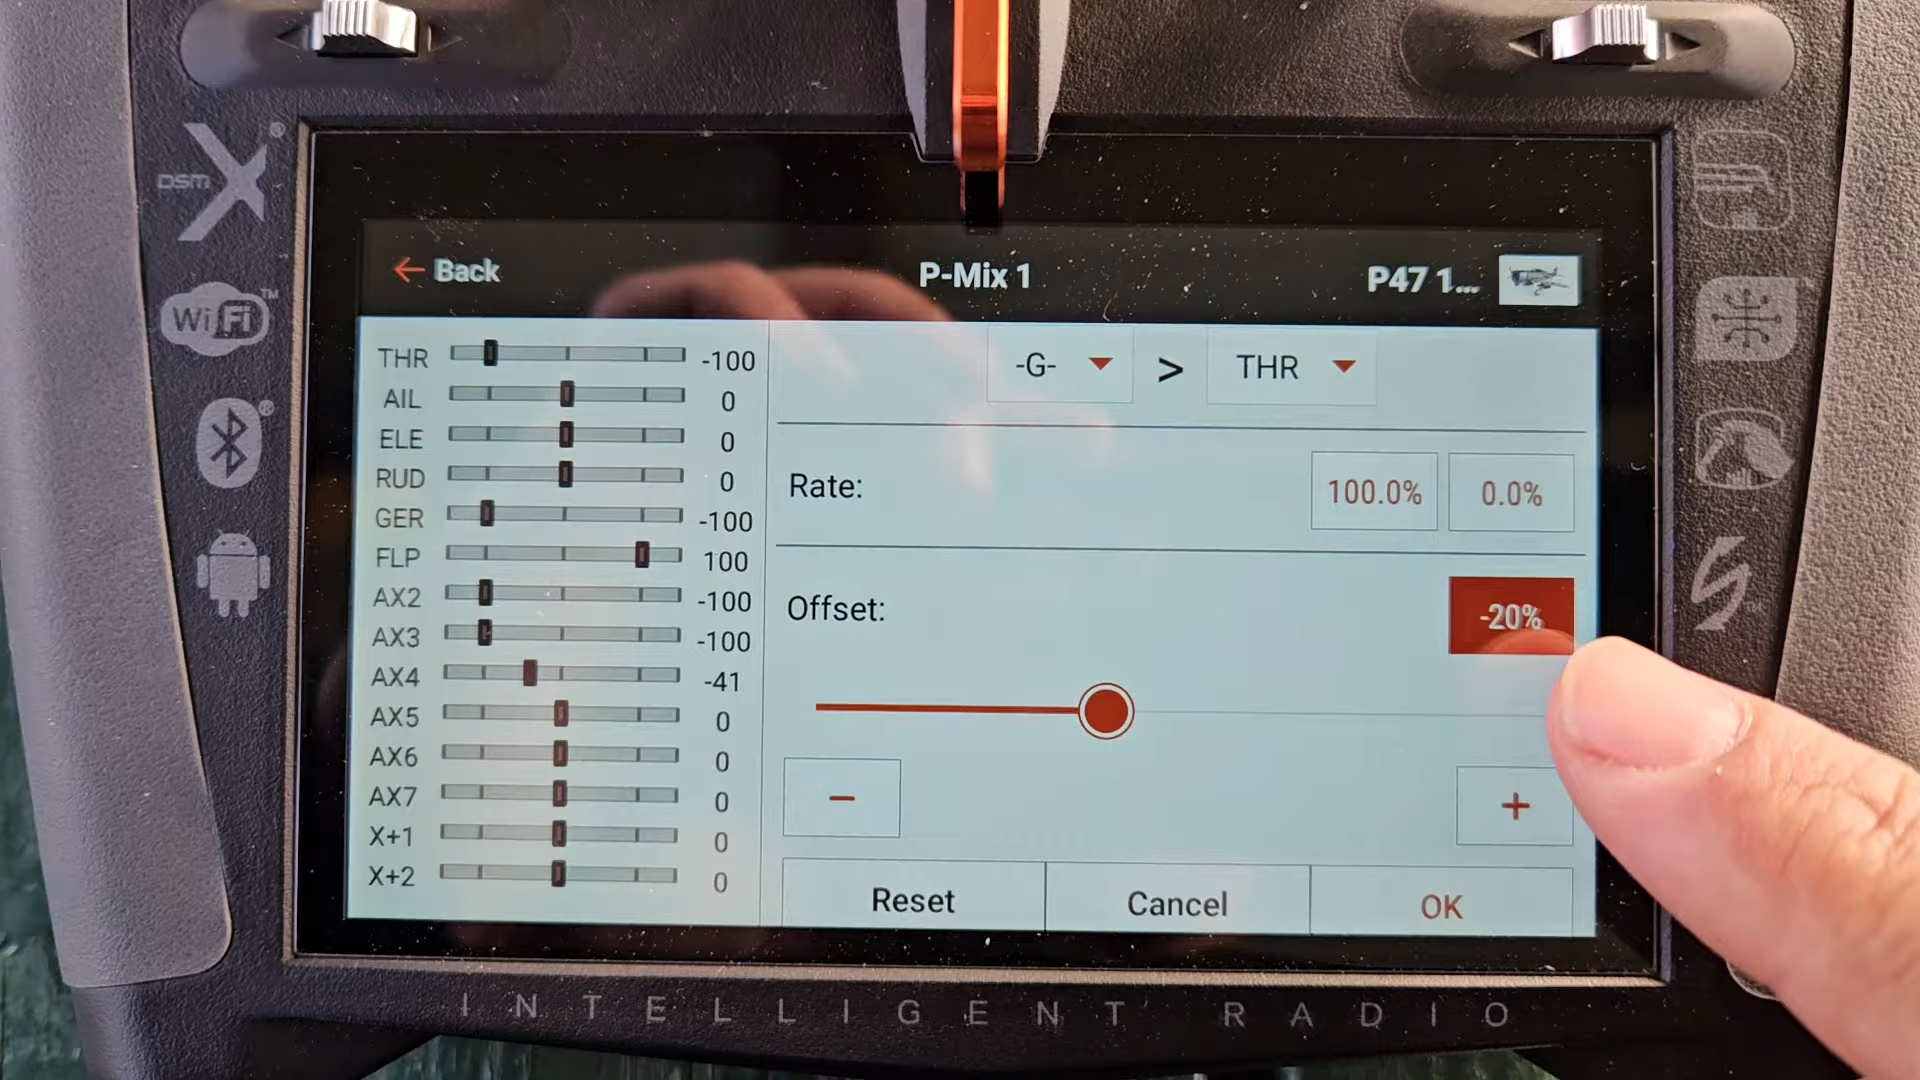 DSM X®
WiFi™
Back
P-Mix 1
P47 1...
-G- > THR
THR -100
AIL 0
ELE 0
RUD 0
GER -100
FLP 100
AX2 -100
AX3 -100
AX4 -41
AX5 0
AX6 0
AX7 0
X+1 0
X+2 0
Rate: 100.0% 0.0%
Offset: -20%
− +
Reset Cancel OK
INTELLIGENT RADIO